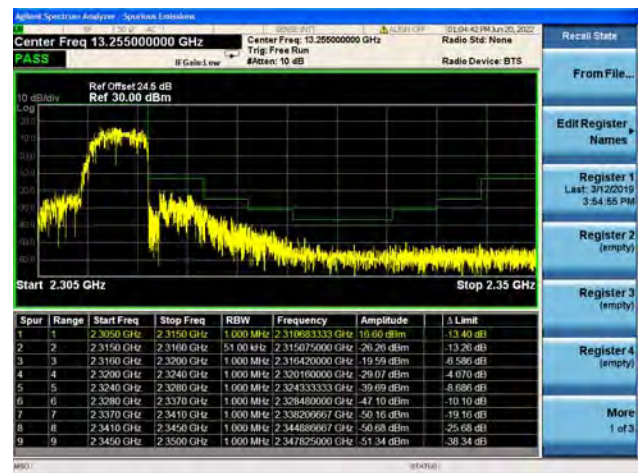 Agilent Spectrum Analyzer - Spurious Emissions
RF 50 Ω AC SENSE:INT ALIGN OFF 01:04:42 PM Jun 20, 2022
Center Freq 13.255000000 GHz Center Freq: 13.255000000 GHz Radio Std: None Recall State
PASS Trig: Free Run
IFGain:Low #Atten: 10 dB Radio Device: BTS
Ref Offset 24.5 dB
10 dB/div Ref 30.00 dBm
Log
From File...
Edit Register Names
Register 1
Last: 3/12/2019
3:54:55 PM
Register 2
(empty)
Register 3
(empty)
Register 4
(empty)
More
1 of 3
Start 2.305 GHz Stop 2.35 GHz
Spur Range Start Freq Stop Freq RBW Frequency Amplitude Δ Limit
1 1 2.3050 GHz 2.3150 GHz 1.000 MHz 2.310683333 GHz 16.60 dBm -13.40 dB
2 2 2.3150 GHz 2.3160 GHz 51.00 kHz 2.315075000 GHz -26.26 dBm -13.26 dB
3 3 2.3160 GHz 2.3200 GHz 1.000 MHz 2.316420000 GHz -19.59 dBm -6.586 dB
4 4 2.3200 GHz 2.3240 GHz 1.000 MHz 2.320160000 GHz -29.07 dBm -4.070 dB
5 5 2.3240 GHz 2.3280 GHz 1.000 MHz 2.324333333 GHz -39.69 dBm -8.686 dB
6 6 2.3280 GHz 2.3370 GHz 1.000 MHz 2.328480000 GHz -47.10 dBm -10.10 dB
7 7 2.3370 GHz 2.3410 GHz 1.000 MHz 2.338206667 GHz -50.16 dBm -19.16 dB
8 8 2.3410 GHz 2.3450 GHz 1.000 MHz 2.344886667 GHz -50.68 dBm -25.68 dB
9 9 2.3450 GHz 2.3500 GHz 1.000 MHz 2.347825000 GHz -51.34 dBm -38.34 dB
MSG STATUS